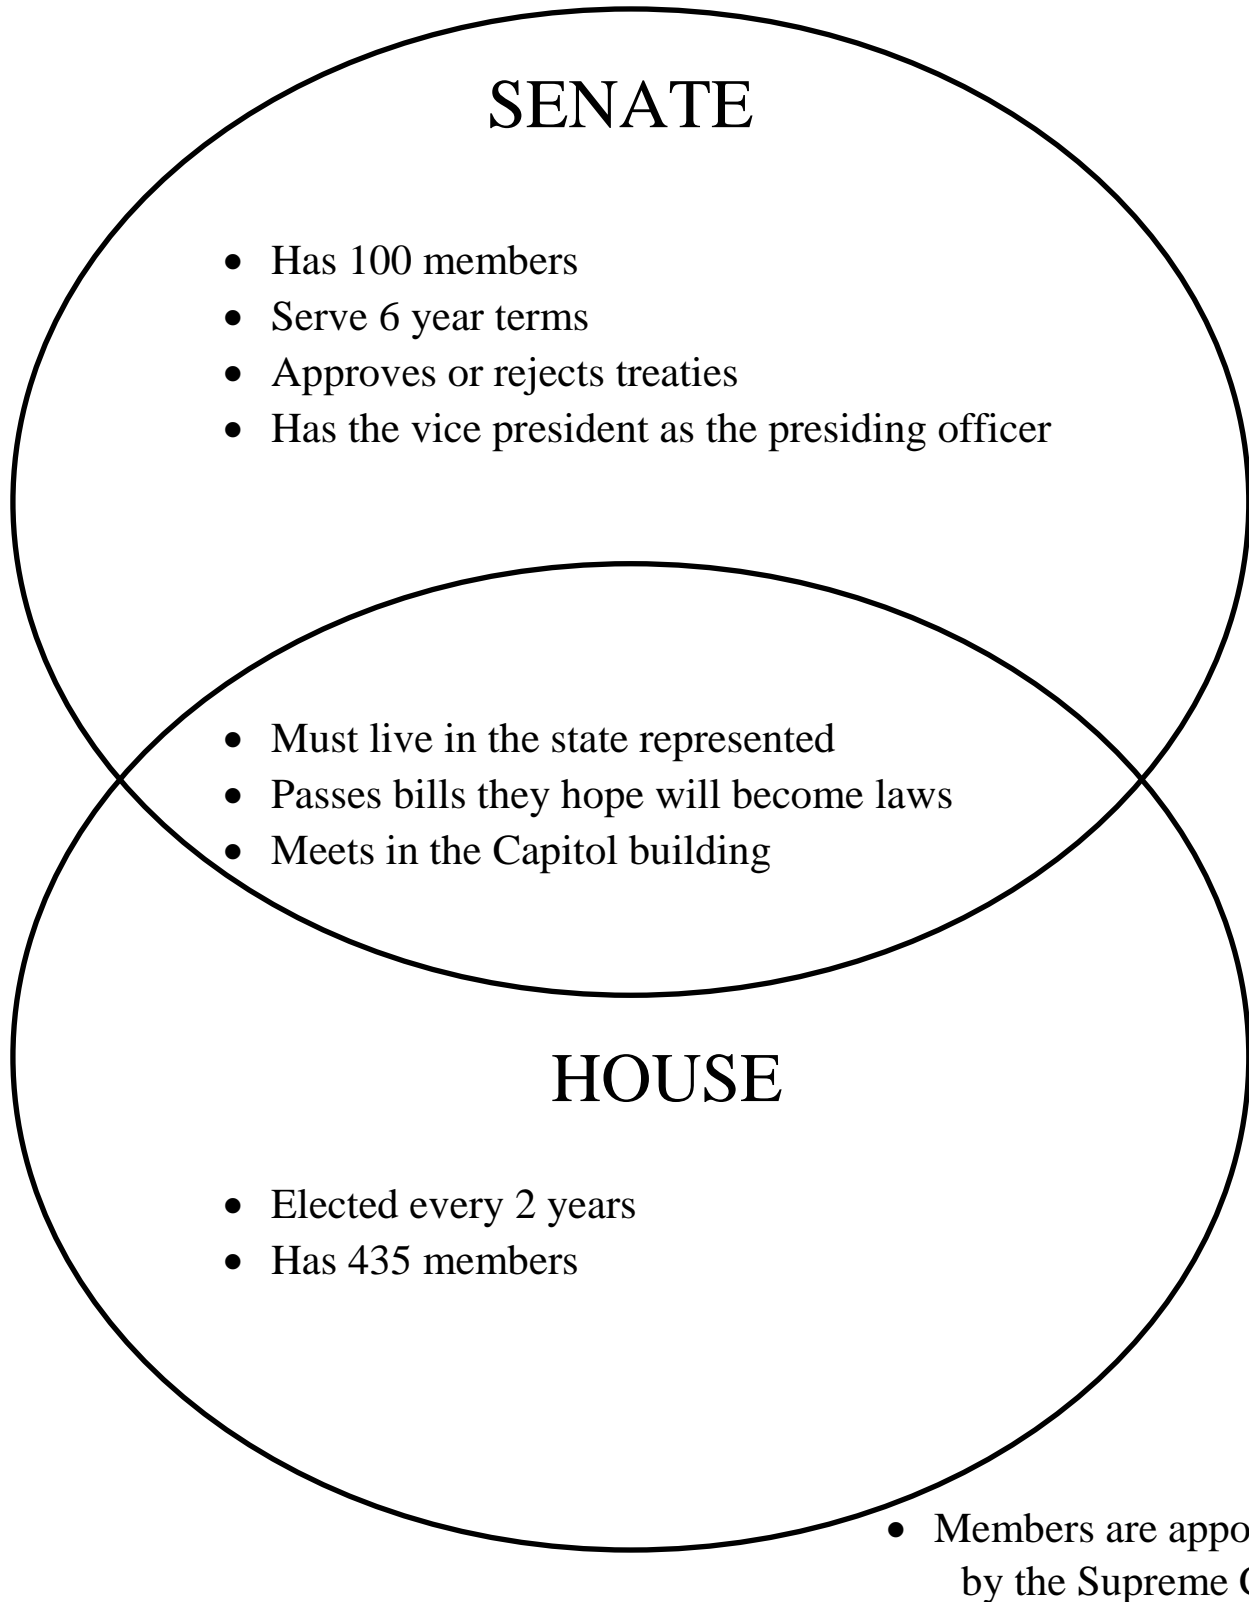 SENATE
• Has 100 members
• Serve 6 year terms
• Approves or rejects treaties
• Has the vice president as the presiding officer
• Must live in the state represented
• Passes bills they hope will become laws
• Meets in the Capitol building
HOUSE
• Elected every 2 years
• Has 435 members
• Members are appo
by the Supreme